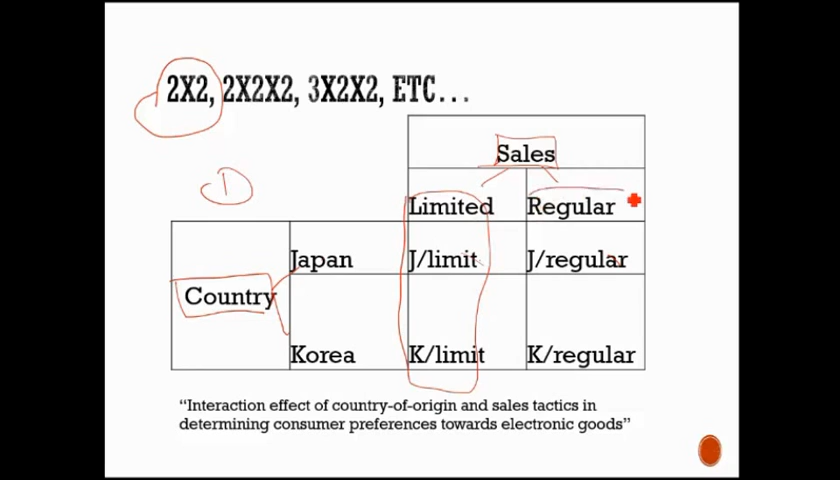 2X2, 2X2X2, 3X2X2, ETC...
Sales
Limited Regular
Japan J/limit J/regular
Country
Korea K/limit K/regular
"Interaction effect of country-of-origin and sales tactics in
determining consumer preferences towards electronic goods"